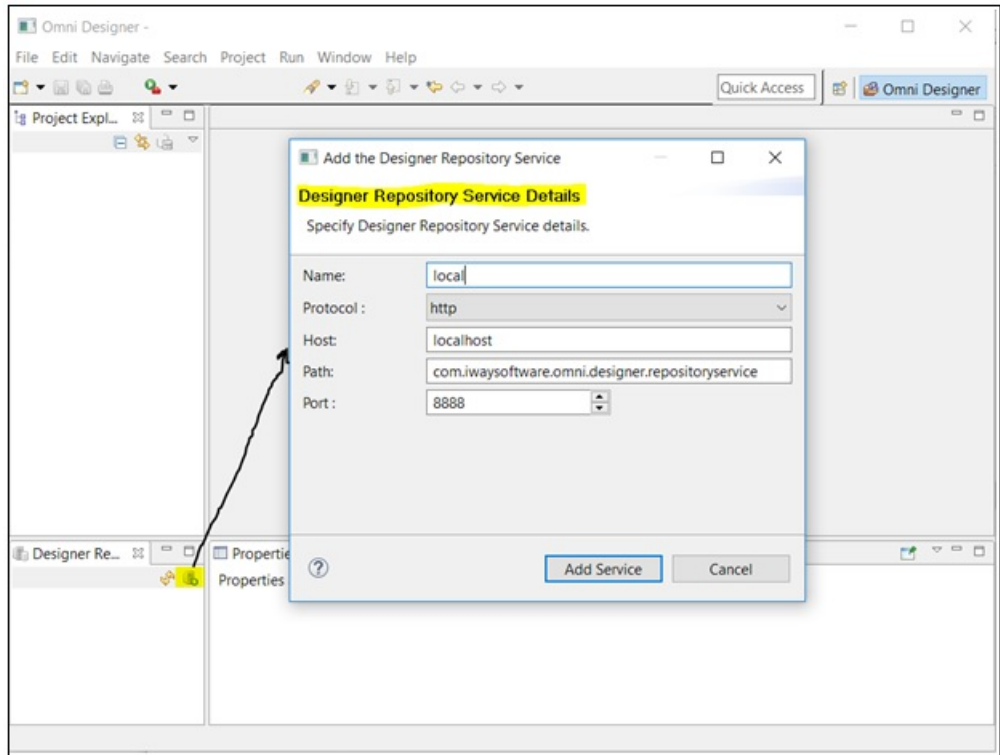 Omni Designer -
File Edit Navigate Search Project Run Window Help
Quick Access
Omni Designer
Project Expl...
Add the Designer Repository Service
Designer Repository Service Details
Specify Designer Repository Service details.
Name: local
Protocol : http
Host: localhost
Path: com.iwaysoftware.omni.designer.repositoryservice
Port : 8888
Add Service Cancel
Designer Re...
Propertie
Properties